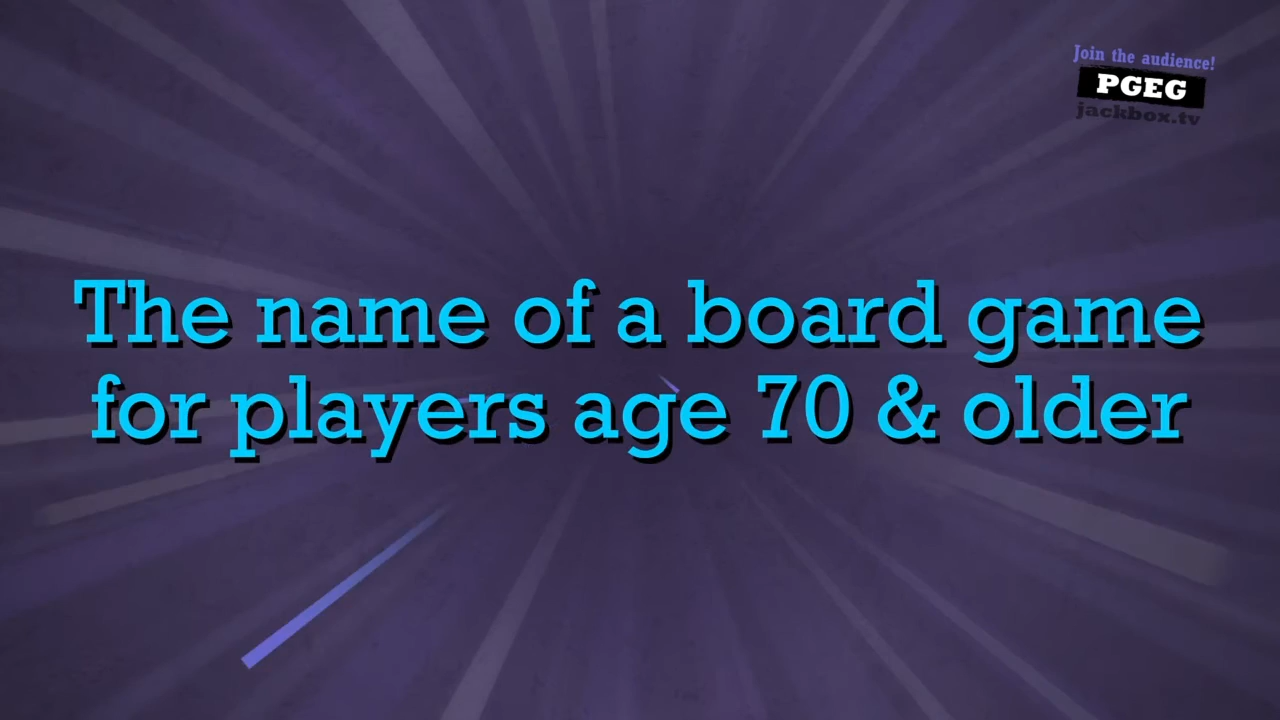 Join the audience!
PGEG
jackbox.tv
The name of a board game
for players age 70 & older